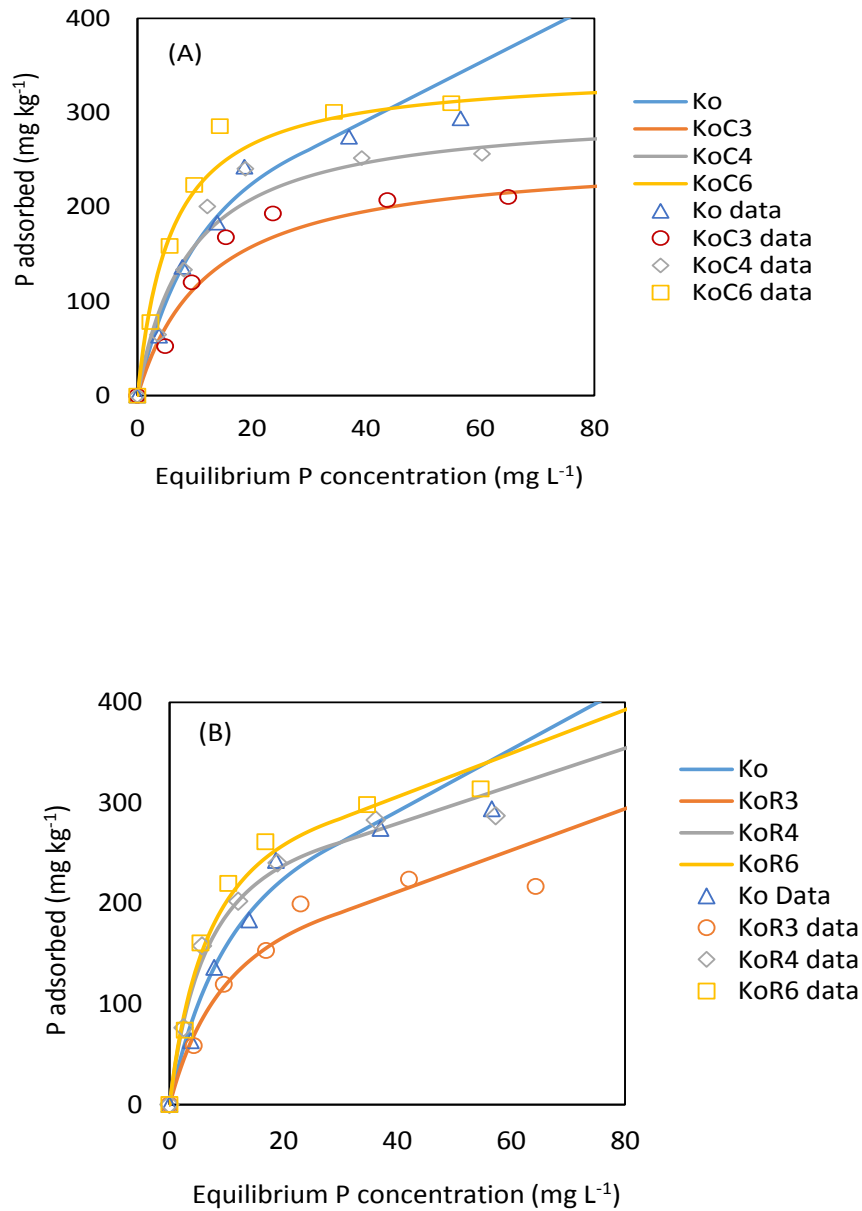 400
(A)
300
200
100
0
0
20
40
60
80
P adsorbed (mg kg-1)
Equilibrium P concentration (mg L-1)
Ko
KoC3
KoC4
KoC6
Ko data
KoC3 data
KoC4 data
KoC6 data
400
(B)
300
200
100
0
0
20
40
60
80
P adsorbed (mg kg-1)
Equilibrium P concentration (mg L-1)
Ko
KoR3
KoR4
KoR6
Ko Data
KoR3 data
KoR4 data
KoR6 data